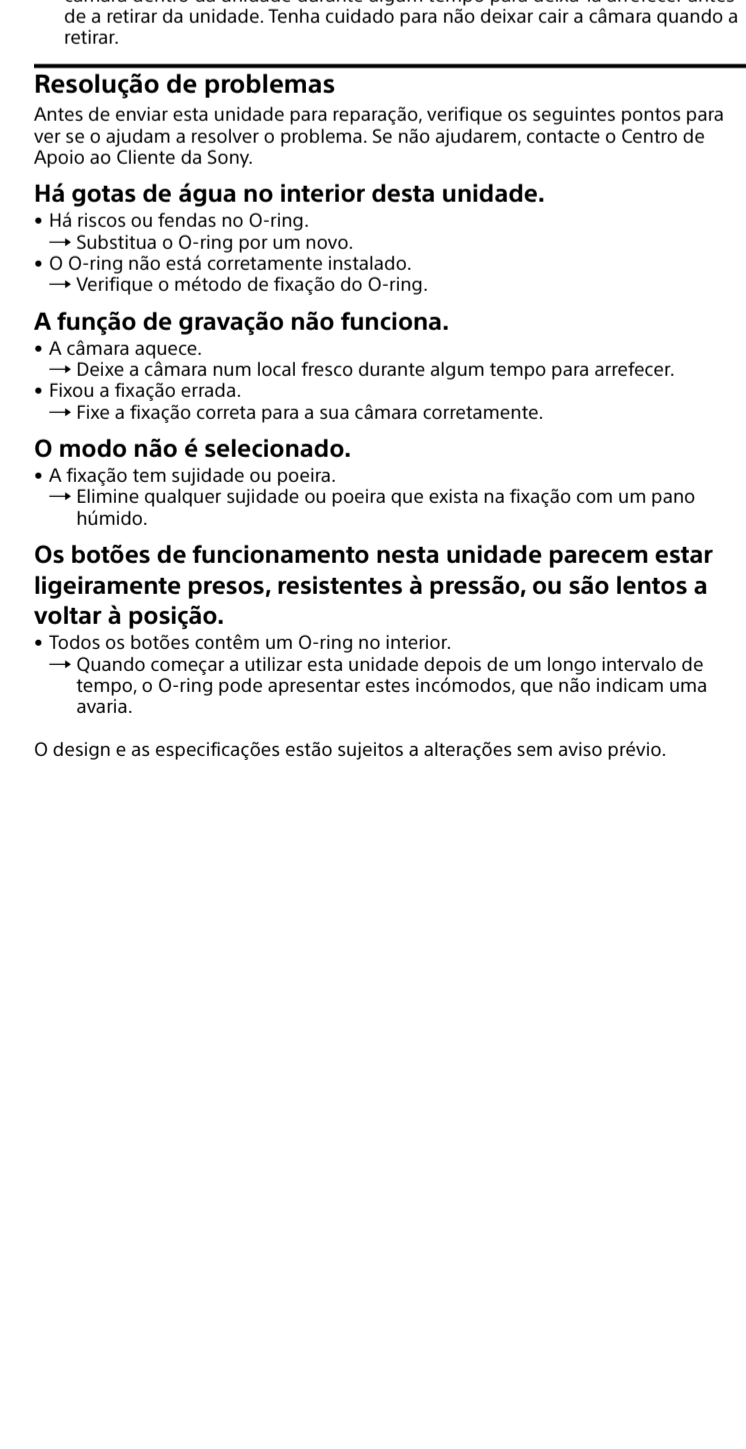 de a retirar da unidade. Tenha cuidado para não deixar cair a câmara quando a
retirar.
Resolução de problemas
Antes de enviar esta unidade para reparação, verifique os seguintes pontos para
ver se o ajudam a resolver o problema. Se não ajudarem, contacte o Centro de
Apoio ao Cliente da Sony.
Há gotas de água no interior desta unidade.
• Há riscos ou fendas no O-ring.
→ Substitua o O-ring por um novo.
• O O-ring não está corretamente instalado.
→ Verifique o método de fixação do O-ring.
A função de gravação não funciona.
• A câmara aquece.
→ Deixe a câmara num local fresco durante algum tempo para arrefecer.
• Fixou a fixação errada.
→ Fixe a fixação correta para a sua câmara corretamente.
O modo não é selecionado.
• A fixação tem sujidade ou poeira.
→ Elimine qualquer sujidade ou poeira que exista na fixação com um pano
húmido.
Os botões de funcionamento nesta unidade parecem estar
ligeiramente presos, resistentes à pressão, ou são lentos a
voltar à posição.
• Todos os botões contêm um O-ring no interior.
→ Quando começar a utilizar esta unidade depois de um longo intervalo de
tempo, o O-ring pode apresentar estes incómodos, que não indicam uma
avaria.
O design e as especificações estão sujeitos a alterações sem aviso prévio.